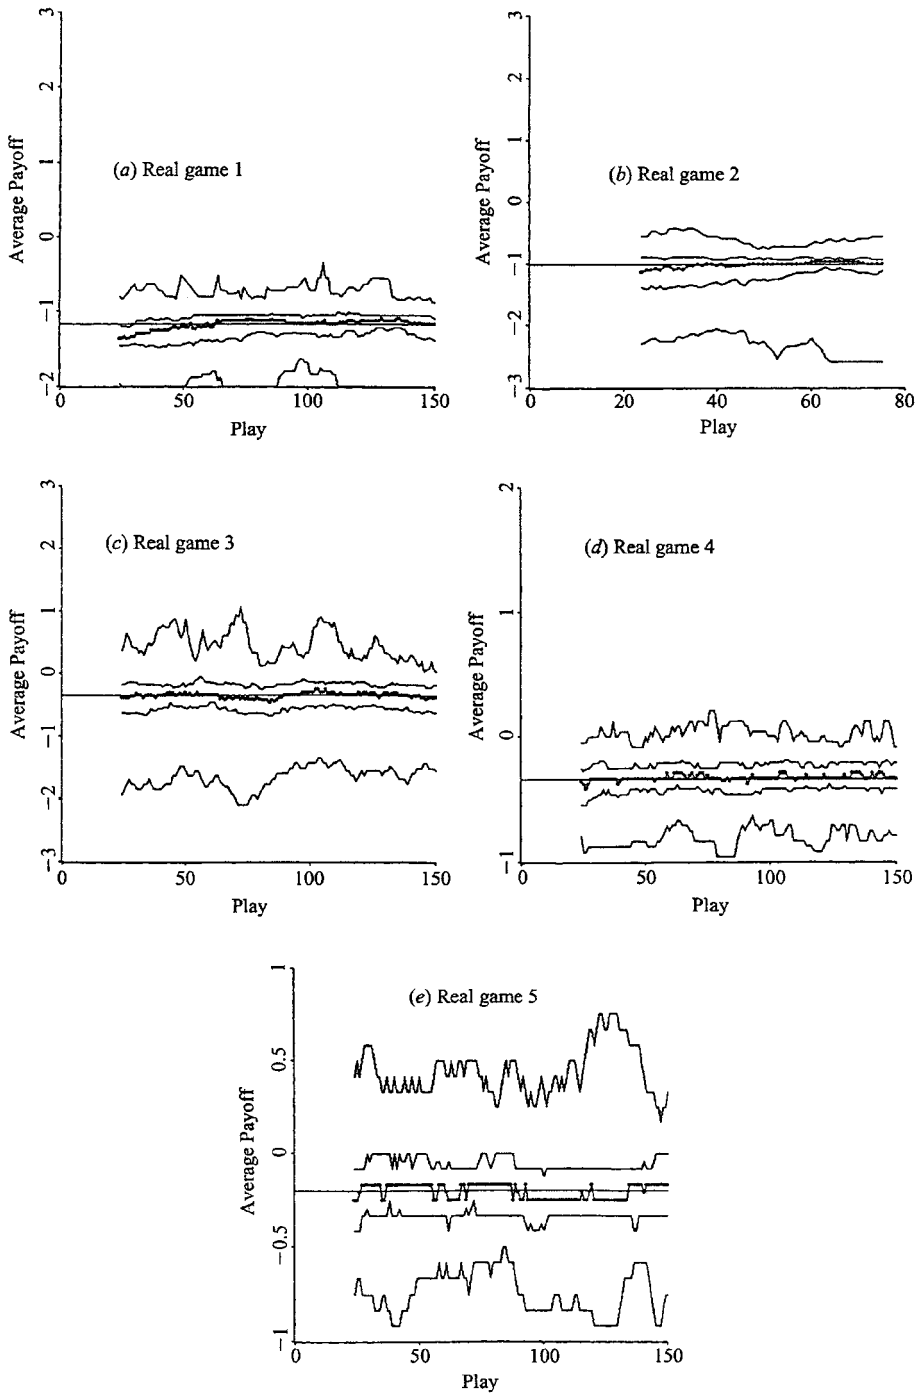 (a) Real game 1
Average Payoff
3
2
1
0
−1
−2
0 50 100 150
Play
(b) Real game 2
Average Payoff
3
2
1
0
−1
−2
−3
0 20 40 60 80
Play
(c) Real game 3
Average Payoff
3
2
1
0
−1
−2
−3
0 50 100 150
Play
(d) Real game 4
Average Payoff
2
1
0
−1
0 50 100 150
Play
(e) Real game 5
Average Payoff
1
0.5
0
−0.5
−1
0 50 100 150
Play